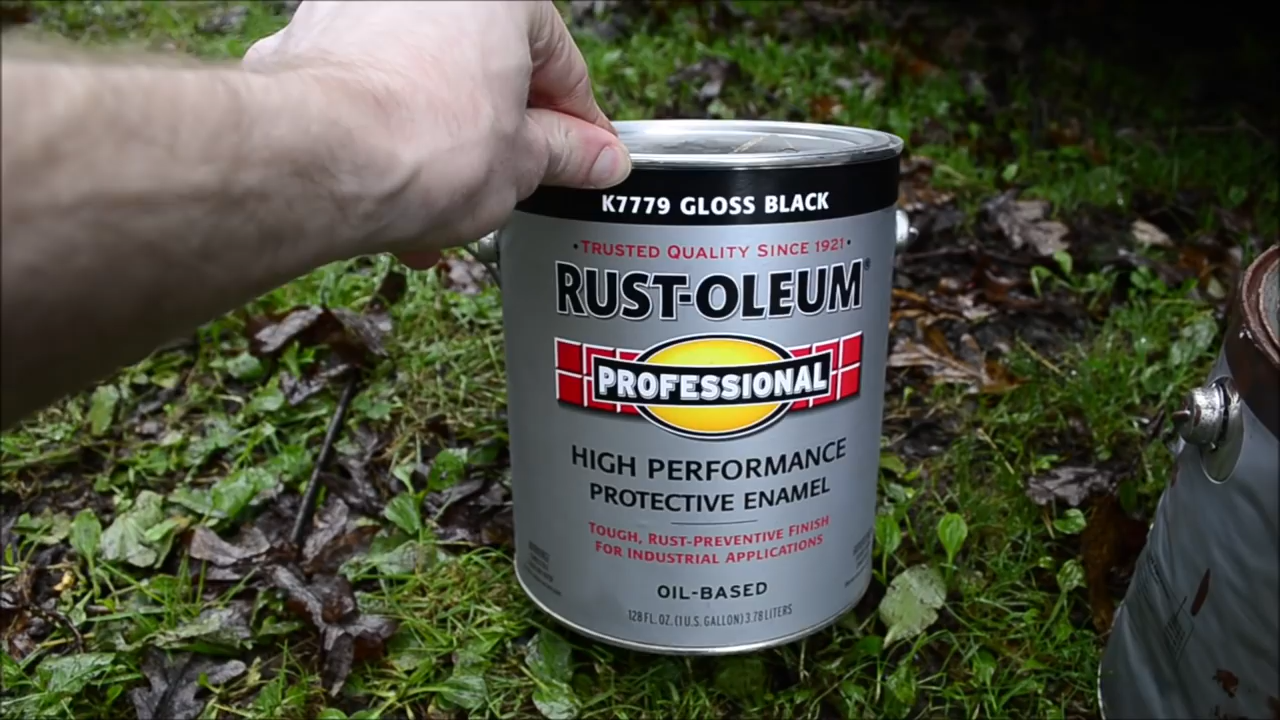 K7779 GLOSS BLACK
•TRUSTED QUALITY SINCE 1921•
RUST-OLEUM®
PROFESSIONAL
HIGH PERFORMANCE
PROTECTIVE ENAMEL
TOUGH, RUST-PREVENTIVE FINISH
FOR INDUSTRIAL APPLICATIONS
OIL-BASED
128 FL. OZ. (1 U.S. GALLON) 3.78 LITERS